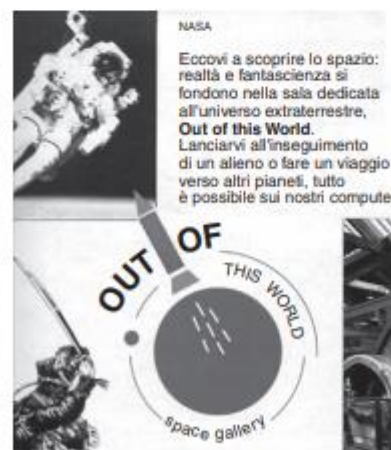 NASA
Eccovi a scoprire lo spazio:
realtà e fantascienza si
fondono nella sala dedicata
all'universo extraterrestre,
Out of this World.
Lanciarvi all'inseguimento
di un alieno o fare un viaggio
verso altri pianeti, tutto
è possibile sui nostri compute
OUT OF
THIS WORLD
space gallery